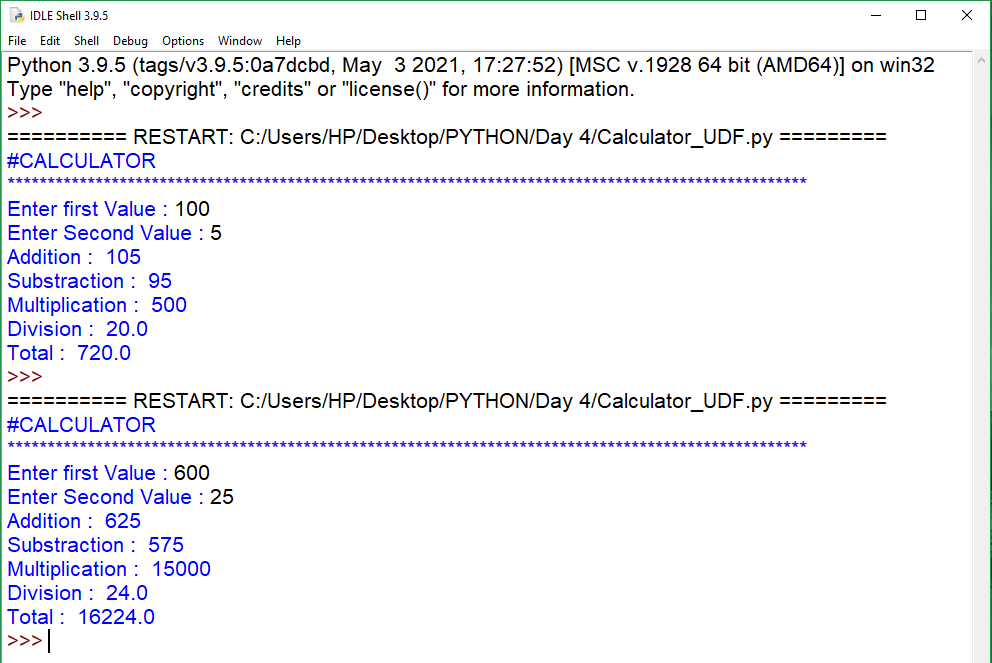 IDLE Shell 3.9.5
File Edit Shell Debug Options Window Help
Python 3.9.5 (tags/v3.9.5:0a7dcbd, May  3 2021, 17:27:52) [MSC v.1928 64 bit (AMD64)] on win32
Type "help", "copyright", "credits" or "license()" for more information.
>>>
========== RESTART: C:/Users/HP/Desktop/PYTHON/Day 4/Calculator_UDF.py =========
#CALCULATOR
****************************************************************************************************
Enter first Value : 100
Enter Second Value : 5
Addition :  105
Substraction :  95
Multiplication :  500
Division :  20.0
Total :  720.0
>>>
========== RESTART: C:/Users/HP/Desktop/PYTHON/Day 4/Calculator_UDF.py =========
#CALCULATOR
****************************************************************************************************
Enter first Value : 600
Enter Second Value : 25
Addition :  625
Substraction :  575
Multiplication :  15000
Division :  24.0
Total :  16224.0
>>>